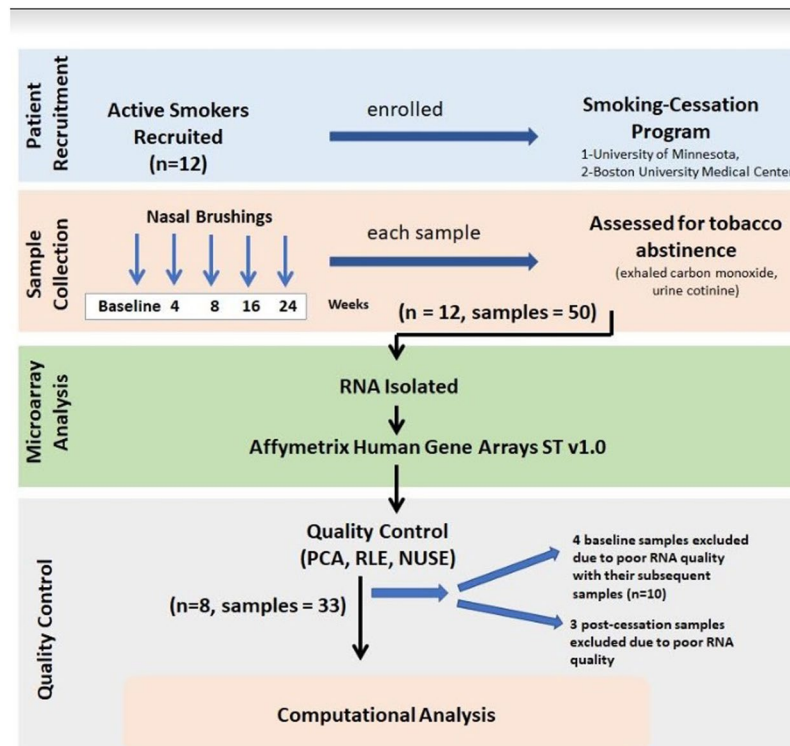 Patient
Recruitment
Active Smokers
Recruited
(n=12)
enrolled
Smoking-Cessation
Program
1-University of Minnesota,
2-Boston University Medical Center
Sample
Collection
Nasal Brushings
Baseline 4 8 16 24
Weeks
each sample
Assessed for tobacco
abstinence
(exhaled carbon monoxide,
urine cotinine)
(n = 12, samples = 50)
Microarray
Analysis
RNA Isolated
Affymetrix Human Gene Arrays ST v1.0
Quality Control
Quality Control
(PCA, RLE, NUSE)
(n=8, samples = 33)
4 baseline samples excluded
due to poor RNA quality
with their subsequent
samples (n=10)
3 post-cessation samples
excluded due to poor RNA
quality
Computational Analysis